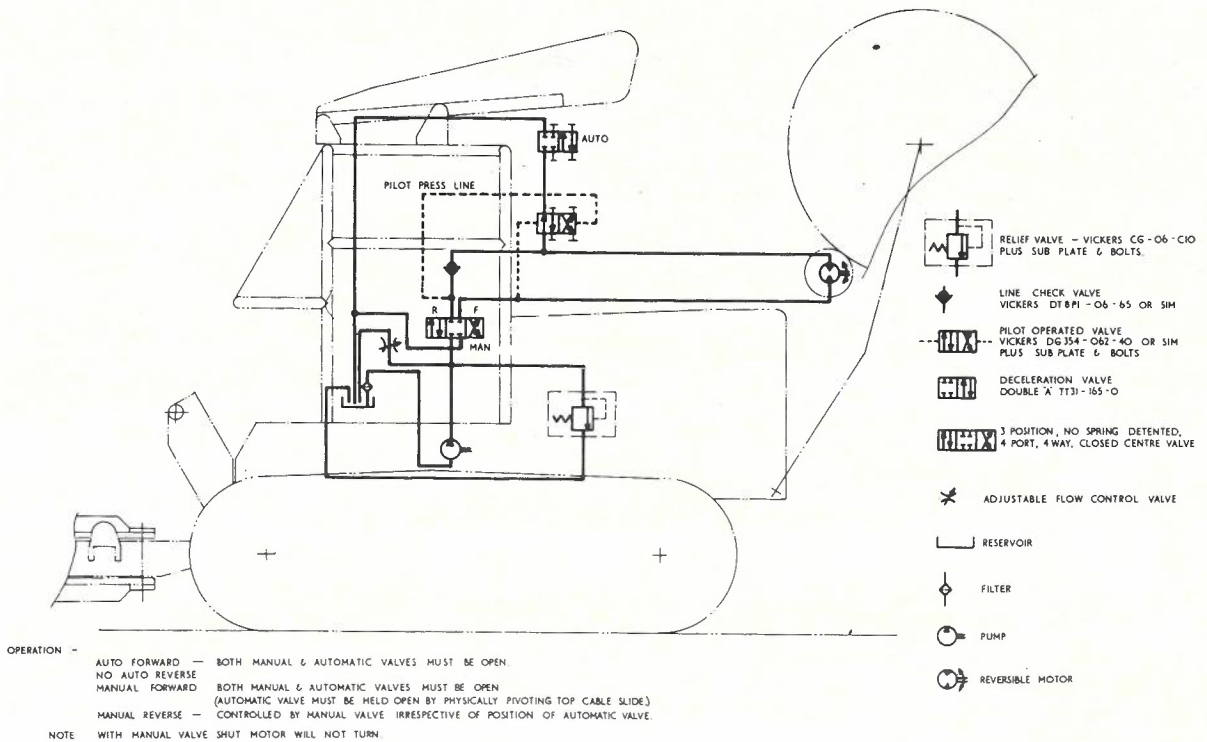 AUTO
PILOT PRESS LINE
R F
MAN
RELIEF VALVE - VICKERS CG-06-C10
PLUS SUB PLATE & BOLTS.
LINE CHECK VALVE
VICKERS DT8P1-06-65 OR SIM
PILOT OPERATED VALVE
VICKERS DG354-062-40 OR SIM
PLUS SUB PLATE & BOLTS
DECELERATION VALVE
DOUBLE 'A' TT31-165-0
3 POSITION, NO SPRING DETENTED,
4 PORT, 4 WAY, CLOSED CENTRE VALVE
ADJUSTABLE FLOW CONTROL VALVE
RESERVOIR
FILTER
PUMP
REVERSIBLE MOTOR
OPERATION -
AUTO FORWARD — BOTH MANUAL & AUTOMATIC VALVES MUST BE OPEN.
NO AUTO REVERSE
MANUAL FORWARD BOTH MANUAL & AUTOMATIC VALVES MUST BE OPEN
(AUTOMATIC VALVE MUST BE HELD OPEN BY PHYSICALLY PIVOTING TOP CABLE SLIDE)
MANUAL REVERSE — CONTROLLED BY MANUAL VALVE IRRESPECTIVE OF POSITION OF AUTOMATIC VALVE.
NOTE WITH MANUAL VALVE SHUT MOTOR WILL NOT TURN.